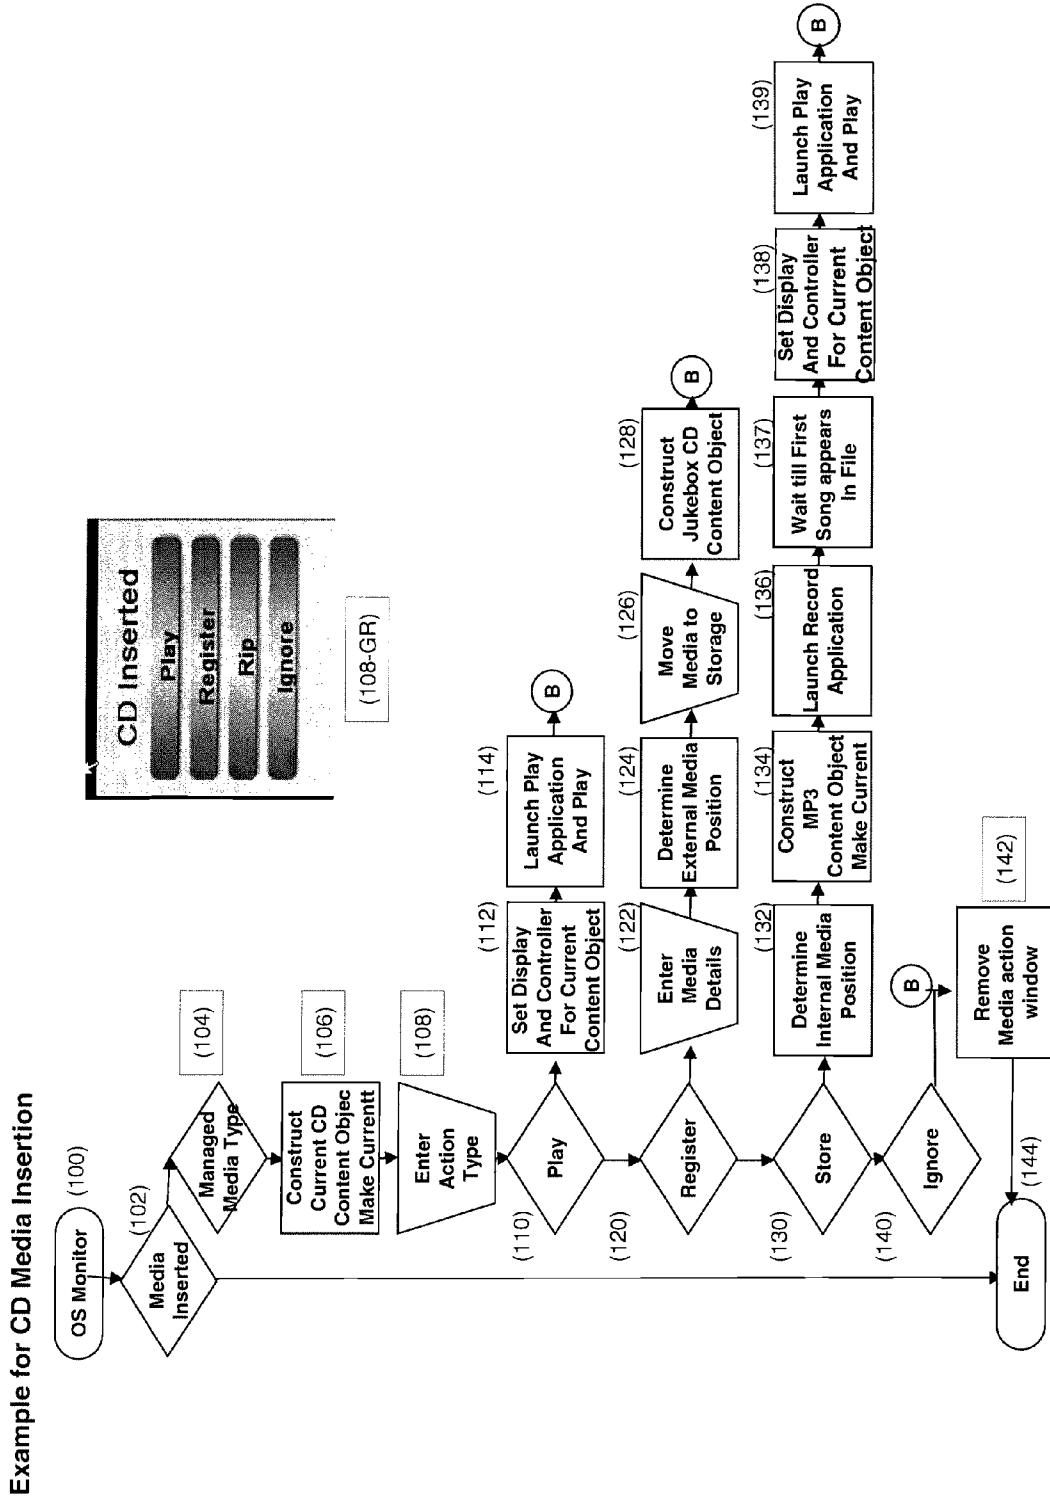 Example for CD Media Insertion
OS Monitor
(100)
Media
Inserted
(102)
Managed
Media Type
(104)
Construct
Current CD
Content Objec
Make Currentt
(106)
Enter
Action
Type
(108)
CD Inserted
Play
Register
Rip
Ignore
(108-GR)
Play
(110)
Set Display
And Controller
For Current
Content Object
(112)
Launch Play
Application
And Play
(114)
B
Register
(120)
Enter
Media
Details
(122)
Determine
External Media
Position
(124)
Move
Media to
Storage
(126)
Construct
Jukebox CD
Content Object
(128)
B
Store
(130)
Determine
Internal Media
Position
(132)
Construct
MP3
Content Object
Make Current
(134)
Launch Record
Application
(136)
Wait till First
Song appears
In File
(137)
Set Display
And Controller
For Current
Content Object
(138)
Launch Play
Application
And Play
(139)
B
Ignore
(140)
B
Remove
Media action
window
(142)
End
(144)